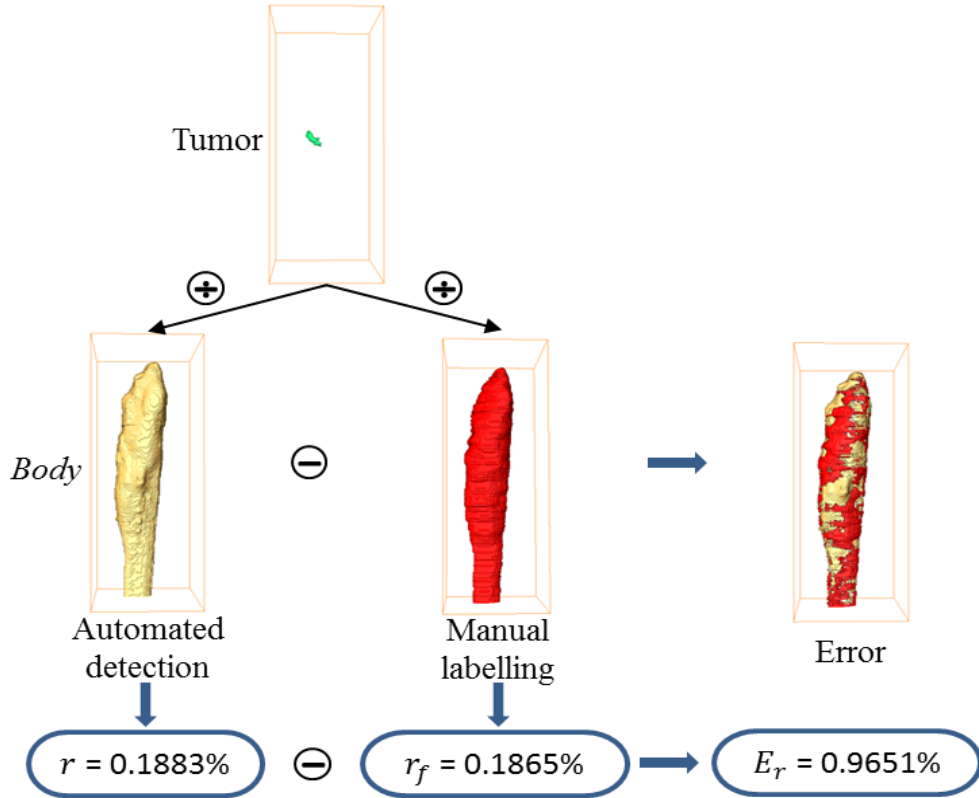 Tumor
÷ ÷
Body
−
Automated
detection
Manual
labelling
Error
r = 0.1883%
−
r_f = 0.1865%
E_r = 0.9651%